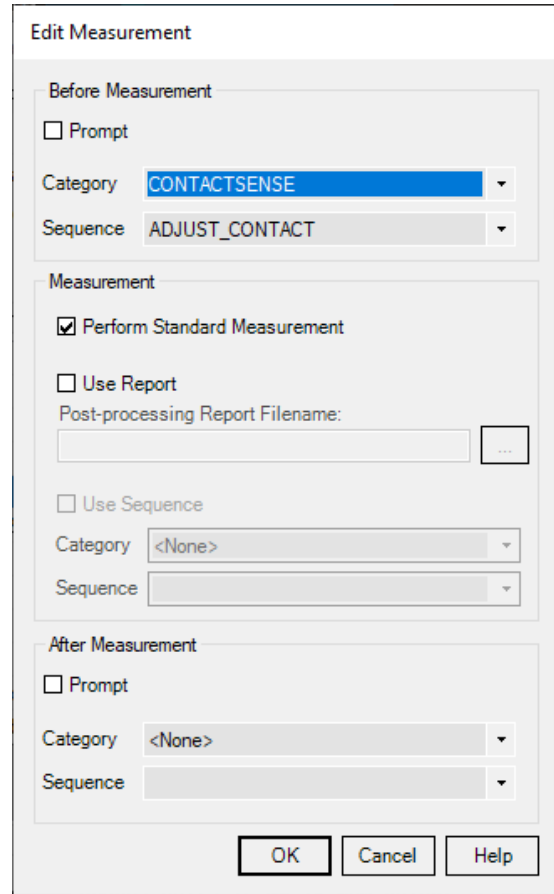 Edit Measurement
Before Measurement
Prompt
Category CONTACTSENSE
Sequence ADJUST_CONTACT
Measurement
Perform Standard Measurement
Use Report
Post-processing Report Filename:
...
Use Sequence
Category <None>
Sequence
After Measurement
Prompt
Category <None>
Sequence
OK Cancel Help